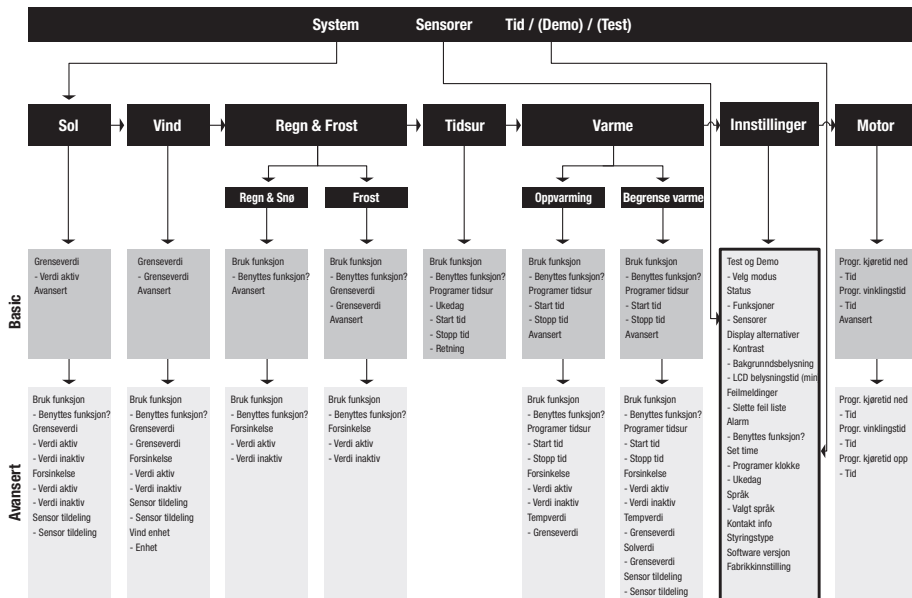 System Sensorer Tid / (Demo) / (Test)
Sol Vind Regn & Frost Tidsur Varme Innstillinger Motor
Regn & Snø Frost Oppvarming Begrense varme
Basic
Grenseverdi
- Verdi aktiv
Avansert
Grenseverdi
- Grenseverdi
Avansert
Bruk funksjon
- Benyttes funksjon?
Avansert
Bruk funksjon
- Benyttes funksjon?
Grenseverdi
- Grenseverdi
Avansert
Bruk funksjon
- Benyttes funksjon?
Programer tidsur
- Ukedag
- Start tid
- Stopp tid
- Retning
Bruk funksjon
- Benyttes funksjon?
Programer tidsur
- Start tid
- Stopp tid
Avansert
Bruk funksjon
- Benyttes funksjon?
Programer tidsur
- Start tid
- Stopp tid
Avansert
Test og Demo
- Velg modus
Status
- Funksjoner
- Sensorer
Display alternativer
- Kontrast
- Bakgrunndsbelysning
- LCD belysningstid (min
Feilmeldinger
- Slette feil liste
Alarm
- Benyttes funksjon?
Set time
- Programer klokke
- Ukedag
Språk
- Valgt språk
Kontakt info
Styringstype
Software versjon
Fabrikkinnstilling
Progr. kjøretid ned
- Tid
Progr. vinklingstid
- Tid
Avansert
Avansert
Bruk funksjon
- Benyttes funksjon?
Grenseverdi
- Verdi aktiv
- Verdi inaktiv
Forsinkelse
- Verdi aktiv
- Verdi inaktiv
Sensor tildeling
- Sensor tildeling
Bruk funksjon
- Benyttes funksjon?
Grenseverdi
- Grenseverdi
Forsinkelse
- Verdi aktiv
- Verdi inaktiv
Sensor tildeling
- Sensor tildeling
Vind enhet
- Enhet
Bruk funksjon
- Benyttes funksjon?
Forsinkelse
- Verdi aktiv
- Verdi inaktiv
Bruk funksjon
- Benyttes funksjon?
Forsinkelse
- Verdi aktiv
- Verdi inaktiv
Bruk funksjon
- Benyttes funksjon?
Programer tidsur
- Start tid
- Stopp tid
Forsinkelse
- Verdi aktiv
- Verdi inaktiv
Tempverdi
- Grenseverdi
Bruk funksjon
- Benyttes funksjon?
Programer tidsur
- Start tid
- Stopp tid
Forsinkelse
- Verdi aktiv
- Verdi inaktiv
Tempverdi
- Grenseverdi
Solverdi
- Grenseverdi
Sensor tildeling
- Sensor tildeling
Progr. kjøretid ned
- Tid
Progr. vinklingstid
- Tid
Progr. kjøretid opp
- Tid